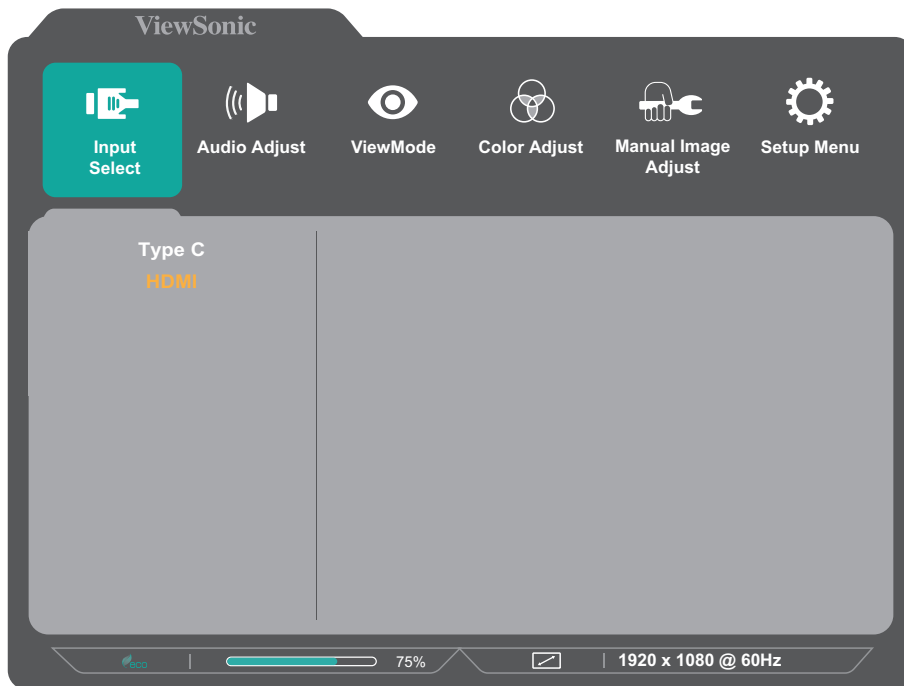 ViewSonic
Input
Select
Audio Adjust
ViewMode
Color Adjust
Manual Image
Adjust
Setup Menu
Type C
HDMI
eco
75%
1920 x 1080 @ 60Hz